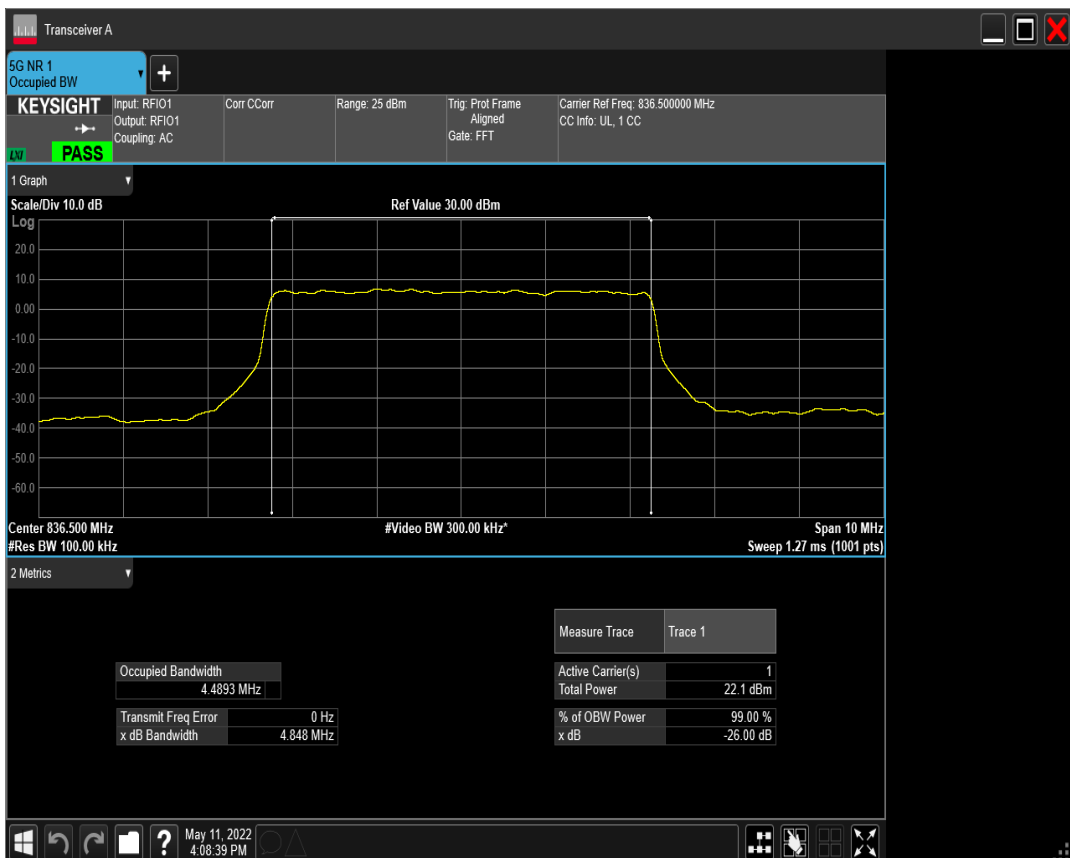 Transceiver A
5G NR 1
Occupied BW
KEYSIGHT
LXI
PASS
Input: RFIO1
Output: RFIO1
Coupling: AC
Corr CCorr
Range: 25 dBm
Trig: Prot Frame
Aligned
Gate: FFT
Carrier Ref Freq: 836.500000 MHz
CC Info: UL, 1 CC
1 Graph
Scale/Div 10.0 dB
Ref Value 30.00 dBm
Log
20.0
10.0
0.00
-10.0
-20.0
-30.0
-40.0
-50.0
-60.0
Center 836.500 MHz
#Video BW 300.00 kHz*
Span 10 MHz
#Res BW 100.00 kHz
Sweep 1.27 ms (1001 pts)
2 Metrics
Measure Trace Trace 1
Occupied Bandwidth
4.4893 MHz
Transmit Freq Error 0 Hz
x dB Bandwidth 4.848 MHz
Active Carrier(s) 1
Total Power 22.1 dBm
% of OBW Power 99.00 %
x dB -26.00 dB
?
May 11, 2022
4:08:39 PM